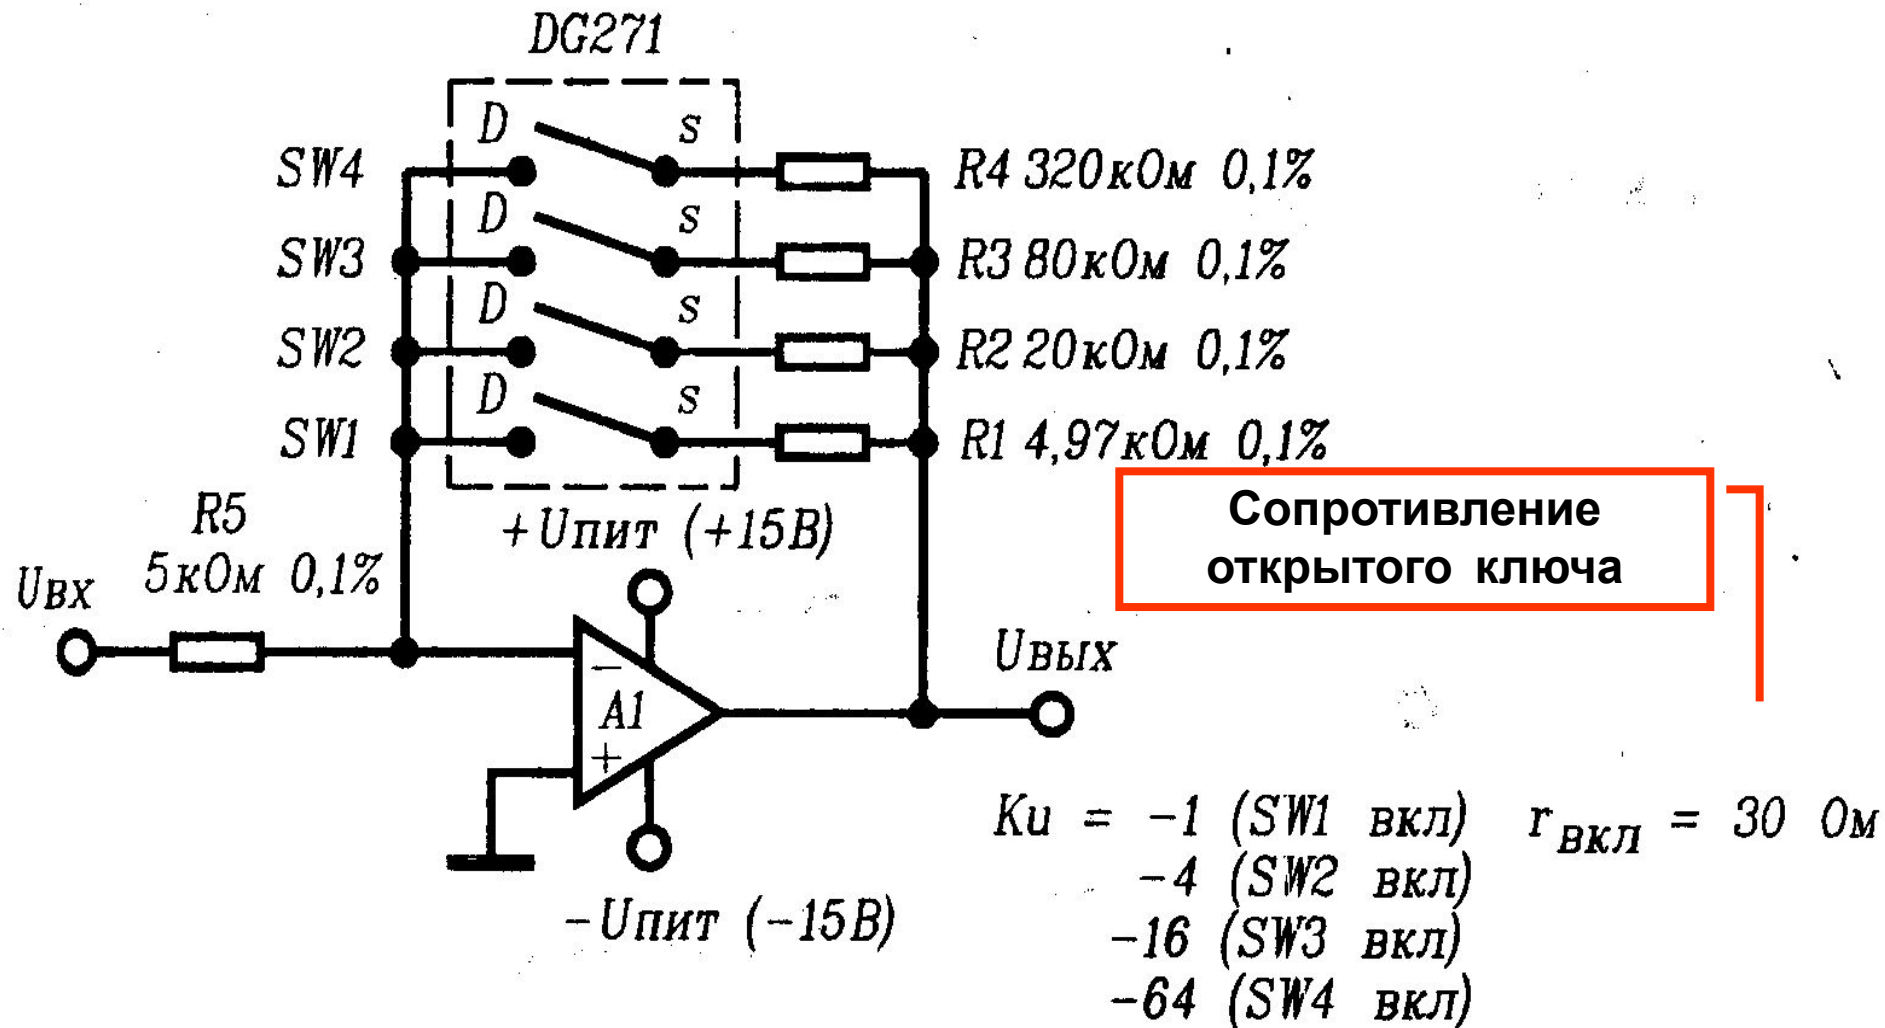 DG271
SW4 D s R4 320кОм 0,1%
SW3 D s R3 80кОм 0,1%
SW2 D s R2 20кОм 0,1%
SW1 D s R1 4,97кОм 0,1%
Сопротивление
открытого ключа
R5
5кОм 0,1%
+Uпит (+15В)
Uвх
Uвых
−
A1
+
−Uпит (−15В)
Ku = −1 (SW1 вкл) rвкл = 30 Ом
−4 (SW2 вкл)
−16 (SW3 вкл)
−64 (SW4 вкл)